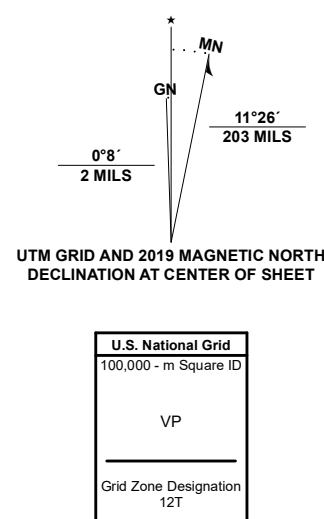 ★
MN
GN
11°26´
203 MILS
0°8´
2 MILS
UTM GRID AND 2019 MAGNETIC NORTH
DECLINATION AT CENTER OF SHEET
U.S. National Grid
100,000 - m Square ID
VP
Grid Zone Designation
12T